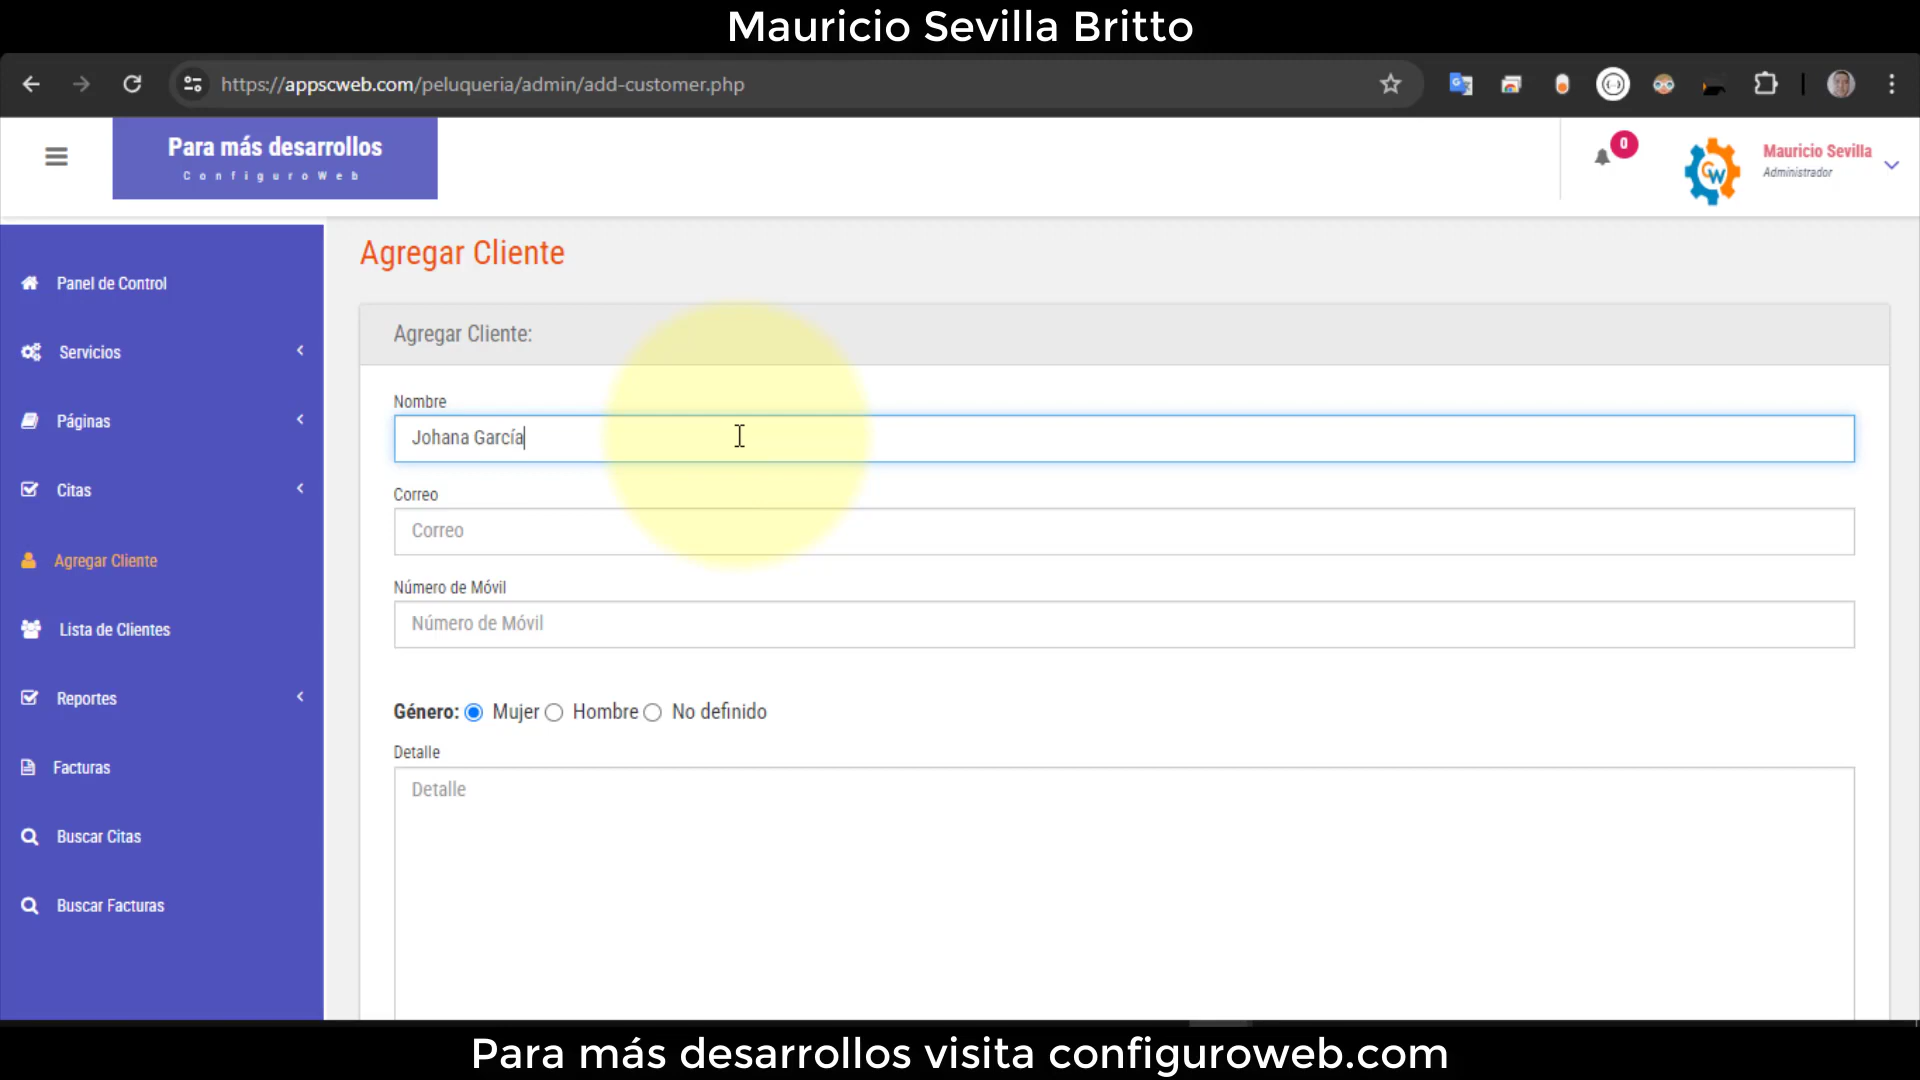 Mauricio Sevilla Britto
https://appscweb.com/peluqueria/admin/add-customer.php
Para más desarrollos
ConfiguroWeb
0
CW
Mauricio Sevilla
Administrador
Panel de Control
Servicios
Páginas
Citas
Agregar Cliente
Lista de Clientes
Reportes
Facturas
Buscar Citas
Buscar Facturas
Agregar Cliente
Agregar Cliente:
Nombre
Johana García
Correo
Correo
Número de Móvil
Número de Móvil
Género: Mujer Hombre No definido
Detalle
Detalle
Para más desarrollos visita configuroweb.com